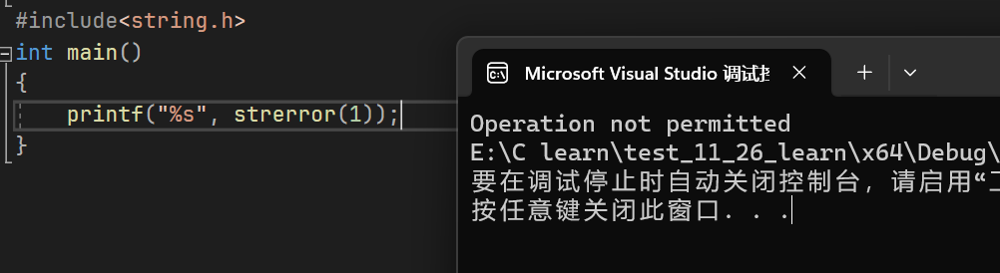 #include<string.h>
int main()
{
printf("%s", strerror(1));
}
Microsoft Visual Studio 调试
Operation not permitted
E:\C learn\test_11_26_learn\x64\Debug\
要在调试停止时自动关闭控制台，请启用“
按任意键关闭此窗口. . .